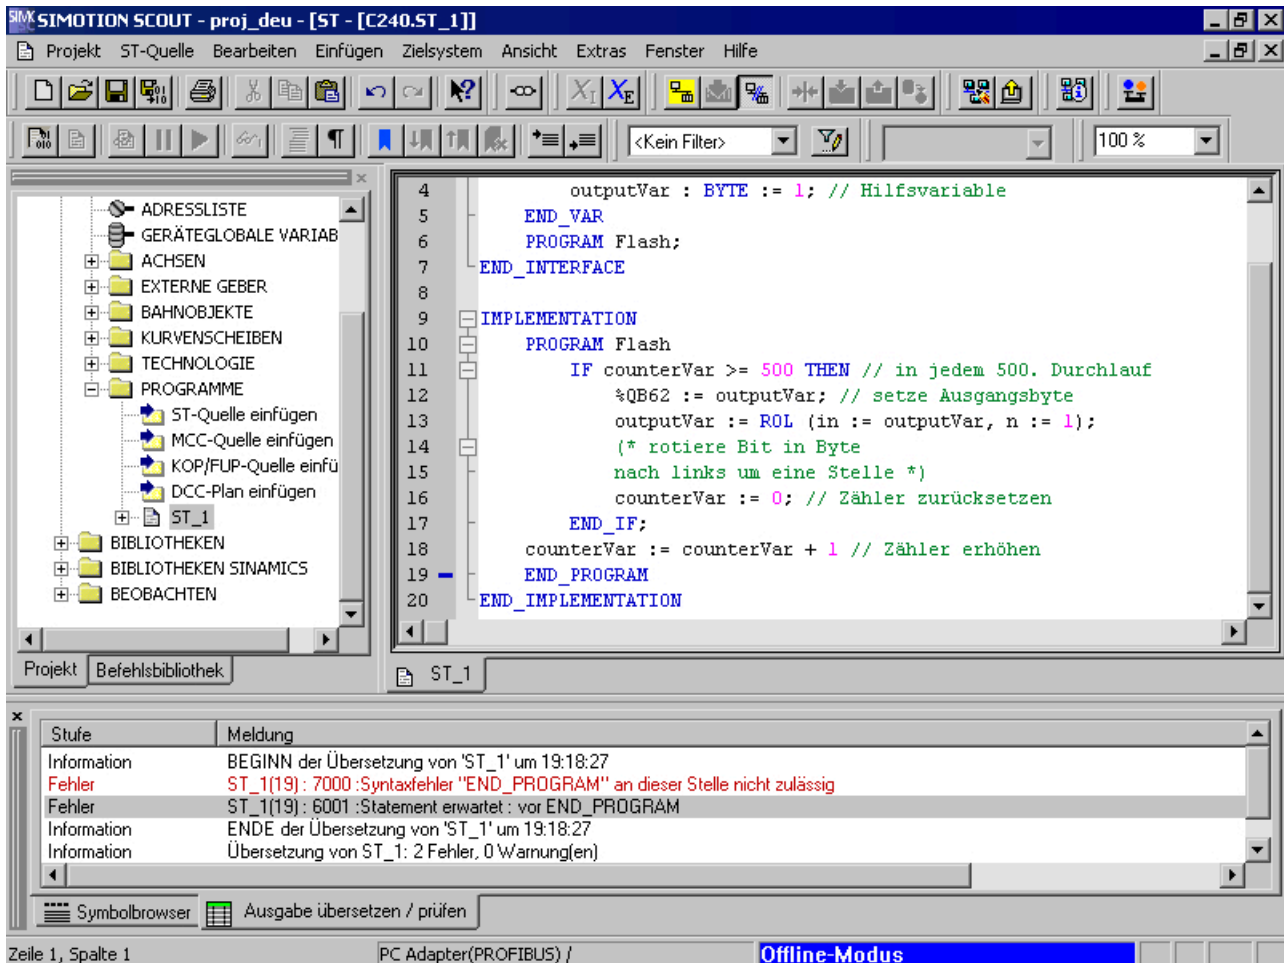 SIMOTION SCOUT - proj_deu - [ST - [C240.ST_1]]
Projekt ST-Quelle Bearbeiten Einfügen Zielsystem Ansicht Extras Fenster Hilfe
<Kein Filter>
100 %
ADRESSLISTE
GERÄTEGLOBALE VARIAB
ACHSEN
EXTERNE GEBER
BAHNOBJEKTE
KURVENSCHEIBEN
TECHNOLOGIE
PROGRAMME
ST-Quelle einfügen
MCC-Quelle einfügen
KOP/FUP-Quelle einfü
DCC-Plan einfügen
ST_1
BIBLIOTHEKEN
BIBLIOTHEKEN SINAMICS
BEOBACHTEN
Projekt Befehlsbibliothek
4 outputVar : BYTE := 1; // Hilfsvariable
5 END_VAR
6 PROGRAM Flash;
7 END_INTERFACE
8
9 IMPLEMENTATION
10 PROGRAM Flash
11 IF counterVar >= 500 THEN // in jedem 500. Durchlauf
12 %QB62 := outputVar; // setze Ausgangsbyte
13 outputVar := ROL (in := outputVar, n := 1);
14 (* rotiere Bit in Byte
15 nach links um eine Stelle *)
16 counterVar := 0; // Zähler zurücksetzen
17 END_IF;
18 counterVar := counterVar + 1 // Zähler erhöhen
19 END_PROGRAM
20 END_IMPLEMENTATION
ST_1
Stufe Meldung
Information BEGINN der Übersetzung von 'ST_1' um 19:18:27
Fehler ST_1(19) : 7000 :Syntaxfehler "END_PROGRAM" an dieser Stelle nicht zulässig
Fehler ST_1(19) : 6001 :Statement erwartet : vor END_PROGRAM
Information ENDE der Übersetzung von 'ST_1' um 19:18:27
Information Übersetzung von ST_1: 2 Fehler, 0 Warnung(en)
Symbolbrowser Ausgabe übersetzen / prüfen
Zeile 1, Spalte 1 PC Adapter(PROFIBUS) / Offline-Modus